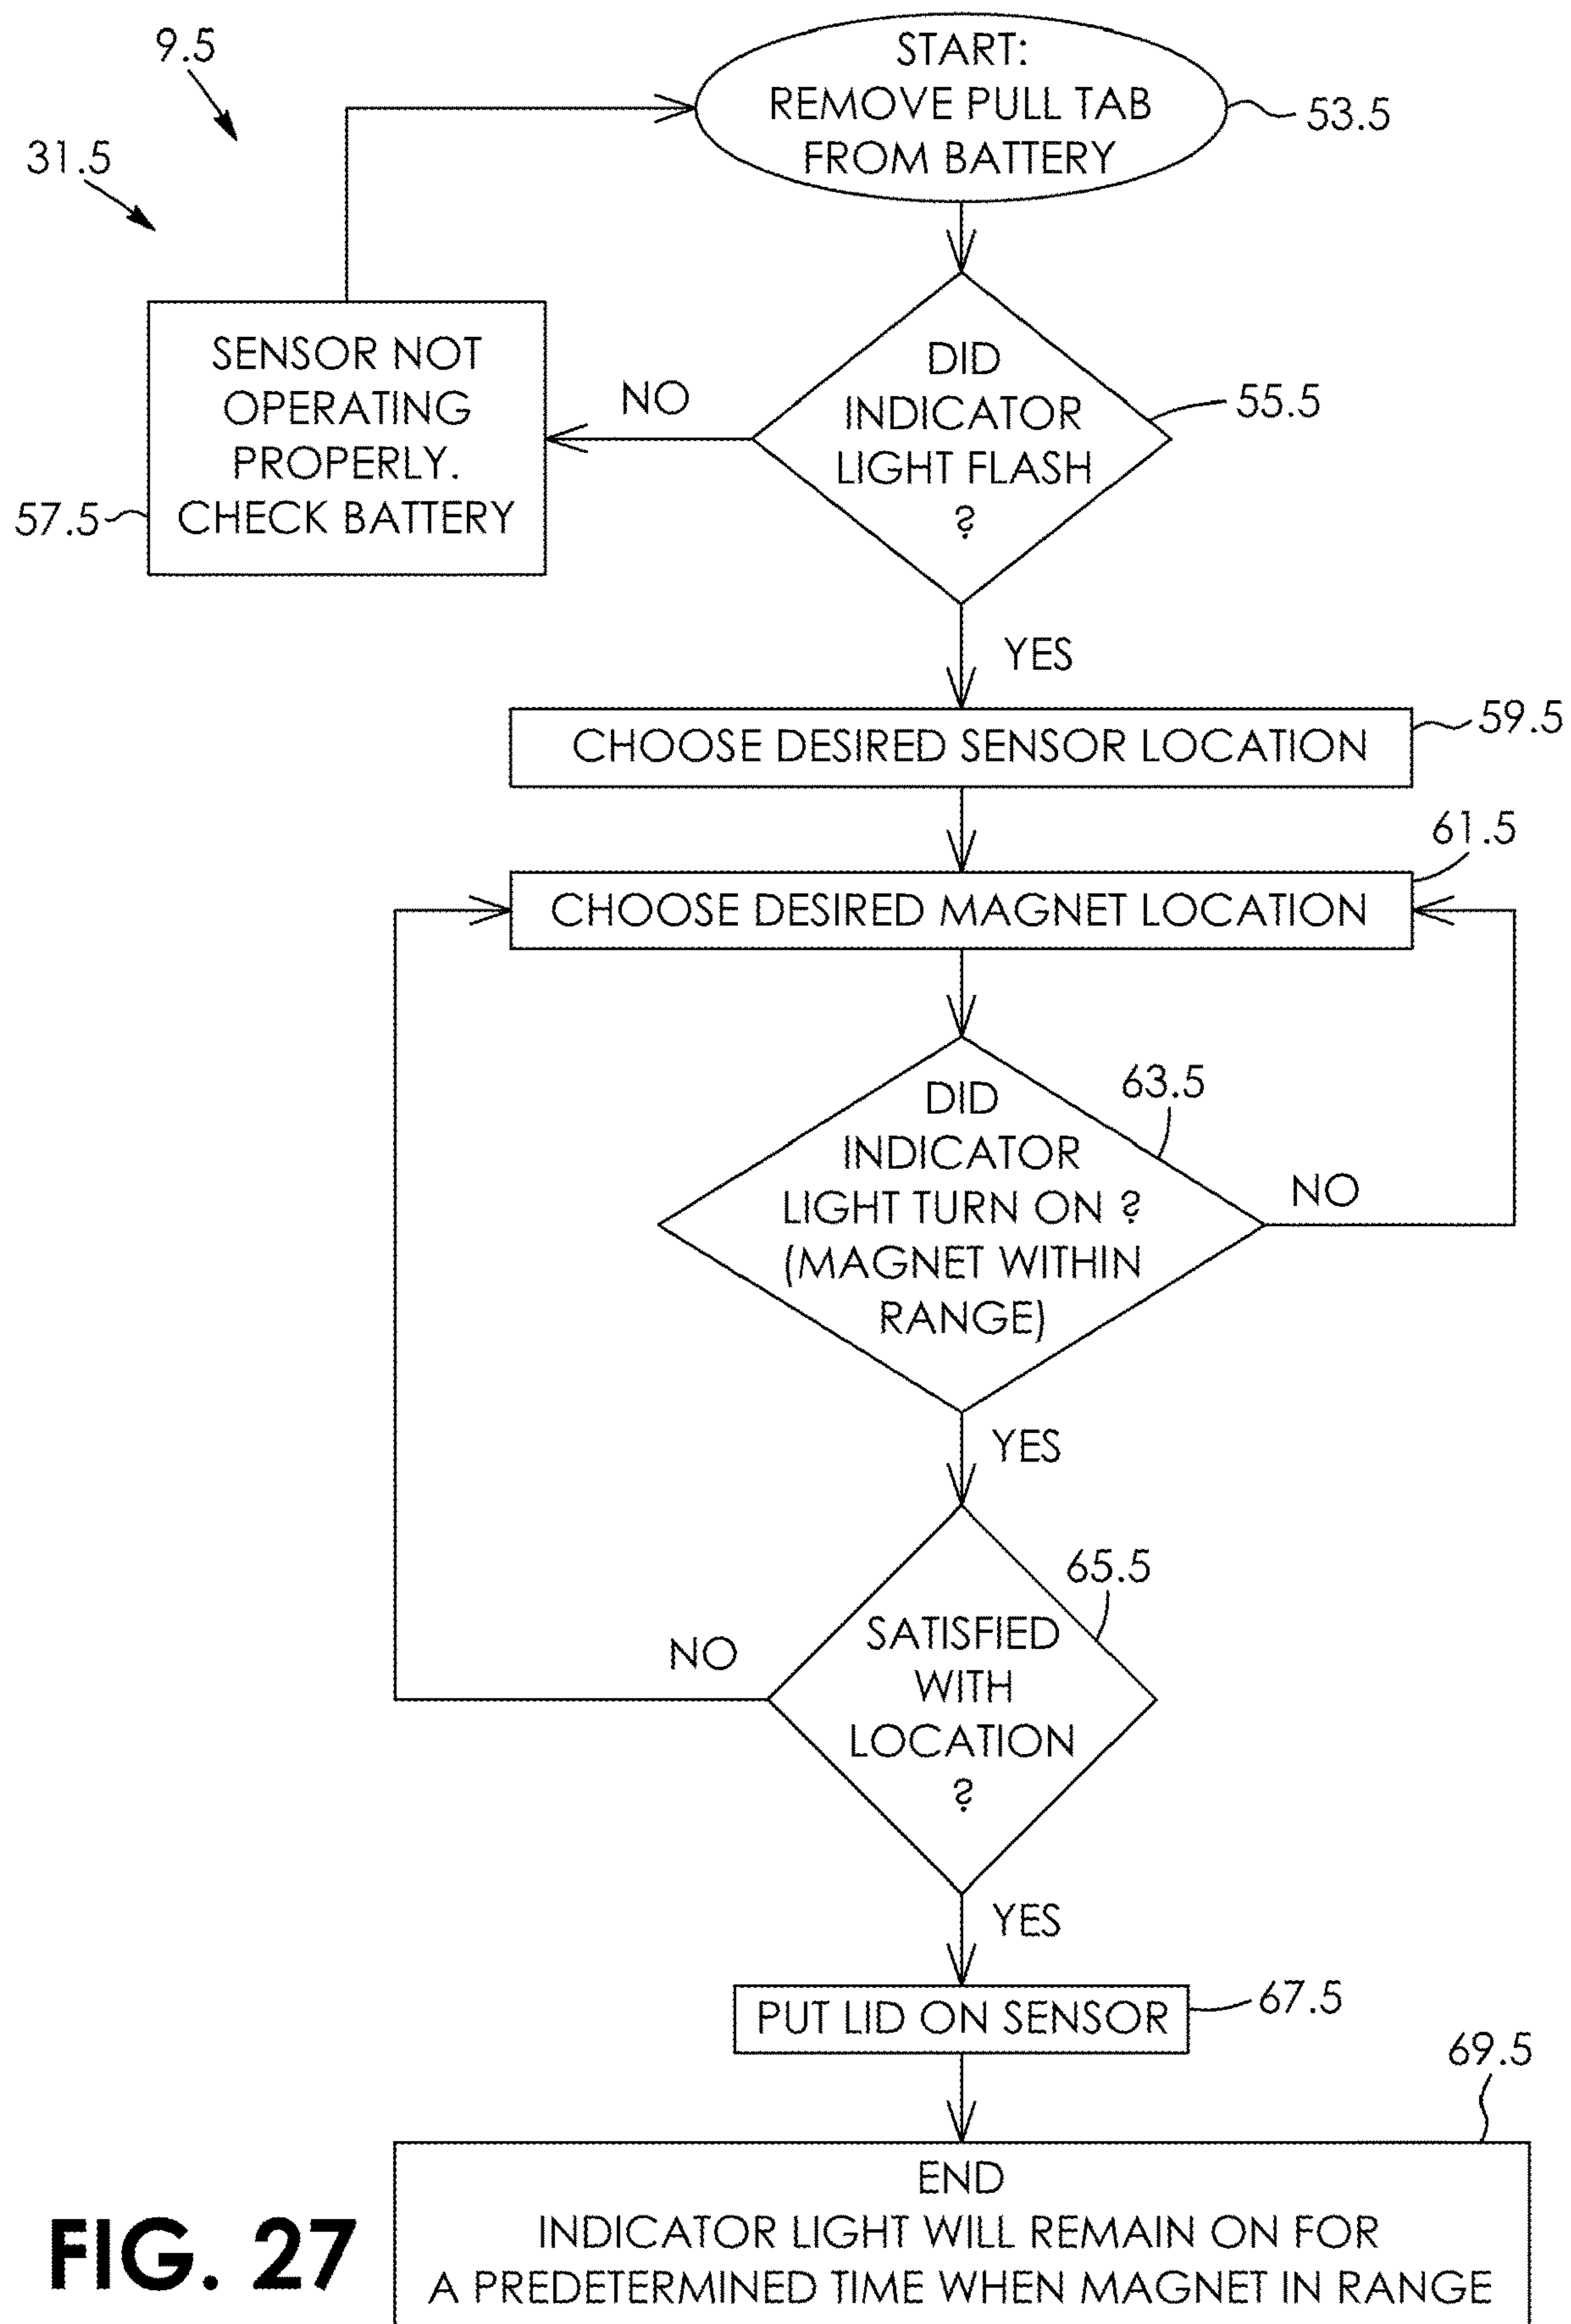 9.5
31.5
START:
REMOVE PULL TAB
FROM BATTERY
53.5
SENSOR NOT
OPERATING
PROPERLY.
CHECK BATTERY
57.5
NO
DID
INDICATOR
LIGHT FLASH
?
55.5
YES
CHOOSE DESIRED SENSOR LOCATION
59.5
61.5
CHOOSE DESIRED MAGNET LOCATION
DID
INDICATOR
LIGHT TURN ON ?
(MAGNET WITHIN
RANGE)
63.5
NO
YES
65.5
SATISFIED
WITH
LOCATION
?
NO
YES
PUT LID ON SENSOR
67.5
69.5
END
INDICATOR LIGHT WILL REMAIN ON FOR
A PREDETERMINED TIME WHEN MAGNET IN RANGE
FIG. 27